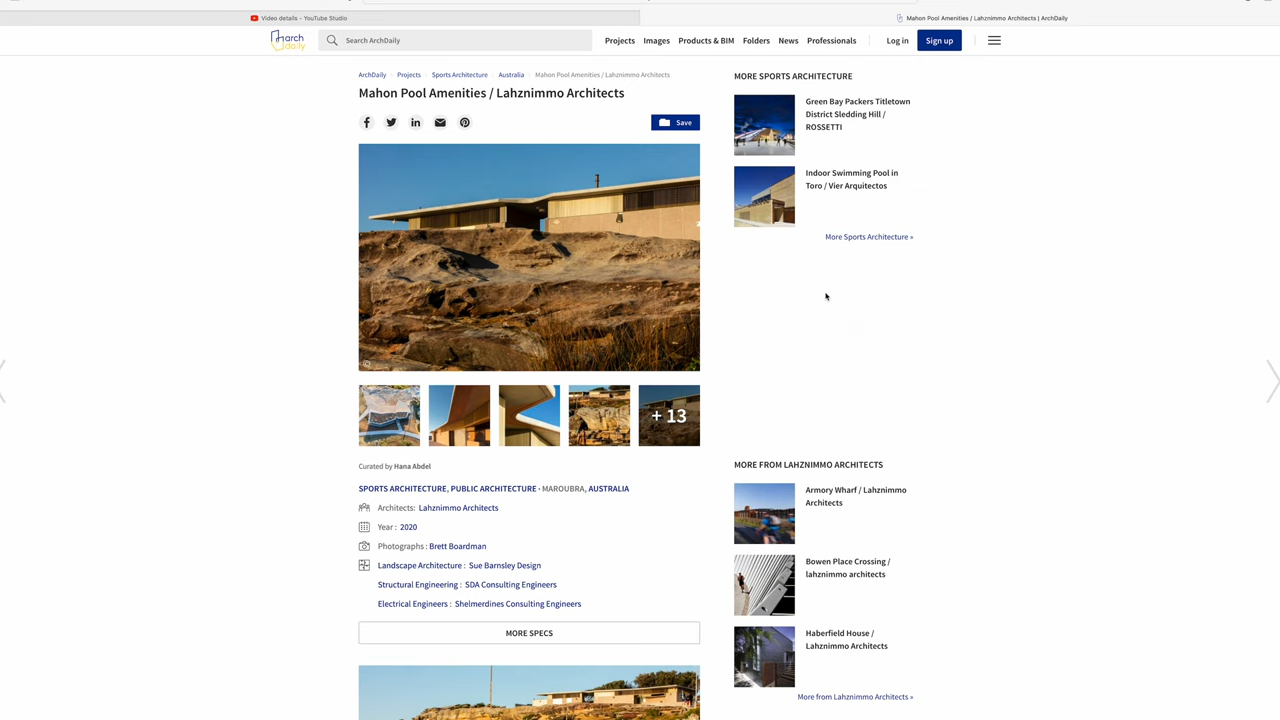 Video details - YouTube Studio
Mahon Pool Amenities / Lahznimmo Architects | ArchDaily
arch daily
Search ArchDaily
Projects
Images
Products & BIM
Folders
News
Professionals
Log in
Sign up
ArchDaily
Projects
Sports Architecture
Australia
Mahon Pool Amenities / Lahznimmo Architects
Mahon Pool Amenities / Lahznimmo Architects
Save
©
+ 13
Curated by Hana Abdel
SPORTS ARCHITECTURE, PUBLIC ARCHITECTURE • MAROUBRA, AUSTRALIA
Architects: Lahznimmo Architects
Year : 2020
Photographs : Brett Boardman
Landscape Architecture : Sue Barnsley Design
Structural Engineering : SDA Consulting Engineers
Electrical Engineers : Shelmerdines Consulting Engineers
MORE SPECS
MORE SPORTS ARCHITECTURE
Green Bay Packers Titletown
District Sledding Hill /
ROSSETTI
Indoor Swimming Pool in
Toro / Vier Arquitectos
More Sports Architecture »
MORE FROM LAHZNIMMO ARCHITECTS
Armory Wharf / Lahznimmo
Architects
Bowen Place Crossing /
lahznimmo architects
Haberfield House /
Lahznimmo Architects
More from Lahznimmo Architects »